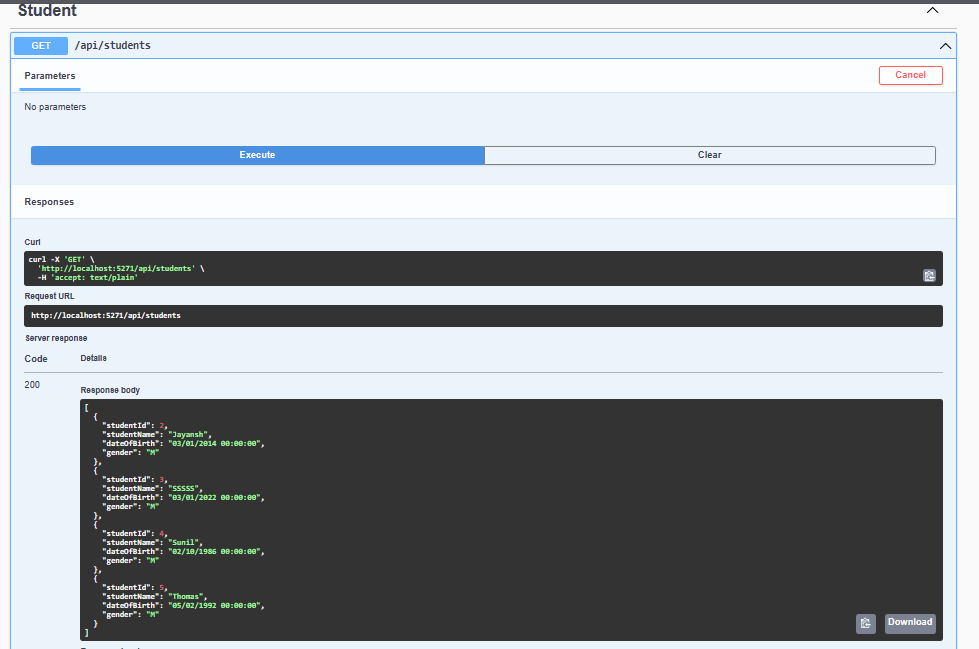 Student
GET /api/students
Parameters Cancel
No parameters
Execute Clear
Responses
Curl
curl -X 'GET' \
'http://localhost:5271/api/students' \
-H 'accept: text/plain'
Request URL
http://localhost:5271/api/students
Server response
Code Details
200
Response body
[
{
"studentId": 2,
"studentName": "Jayansh",
"dateOfBirth": "03/01/2014 00:00:00",
"gender": "M"
},
{
"studentId": 3,
"studentName": "SSSSS",
"dateOfBirth": "03/01/2022 00:00:00",
"gender": "M"
},
{
"studentId": 4,
"studentName": "Sunil",
"dateOfBirth": "02/10/1986 00:00:00",
"gender": "M"
},
{
"studentId": 5,
"studentName": "Thomas",
"dateOfBirth": "05/02/1992 00:00:00",
"gender": "M"
}
]
Download